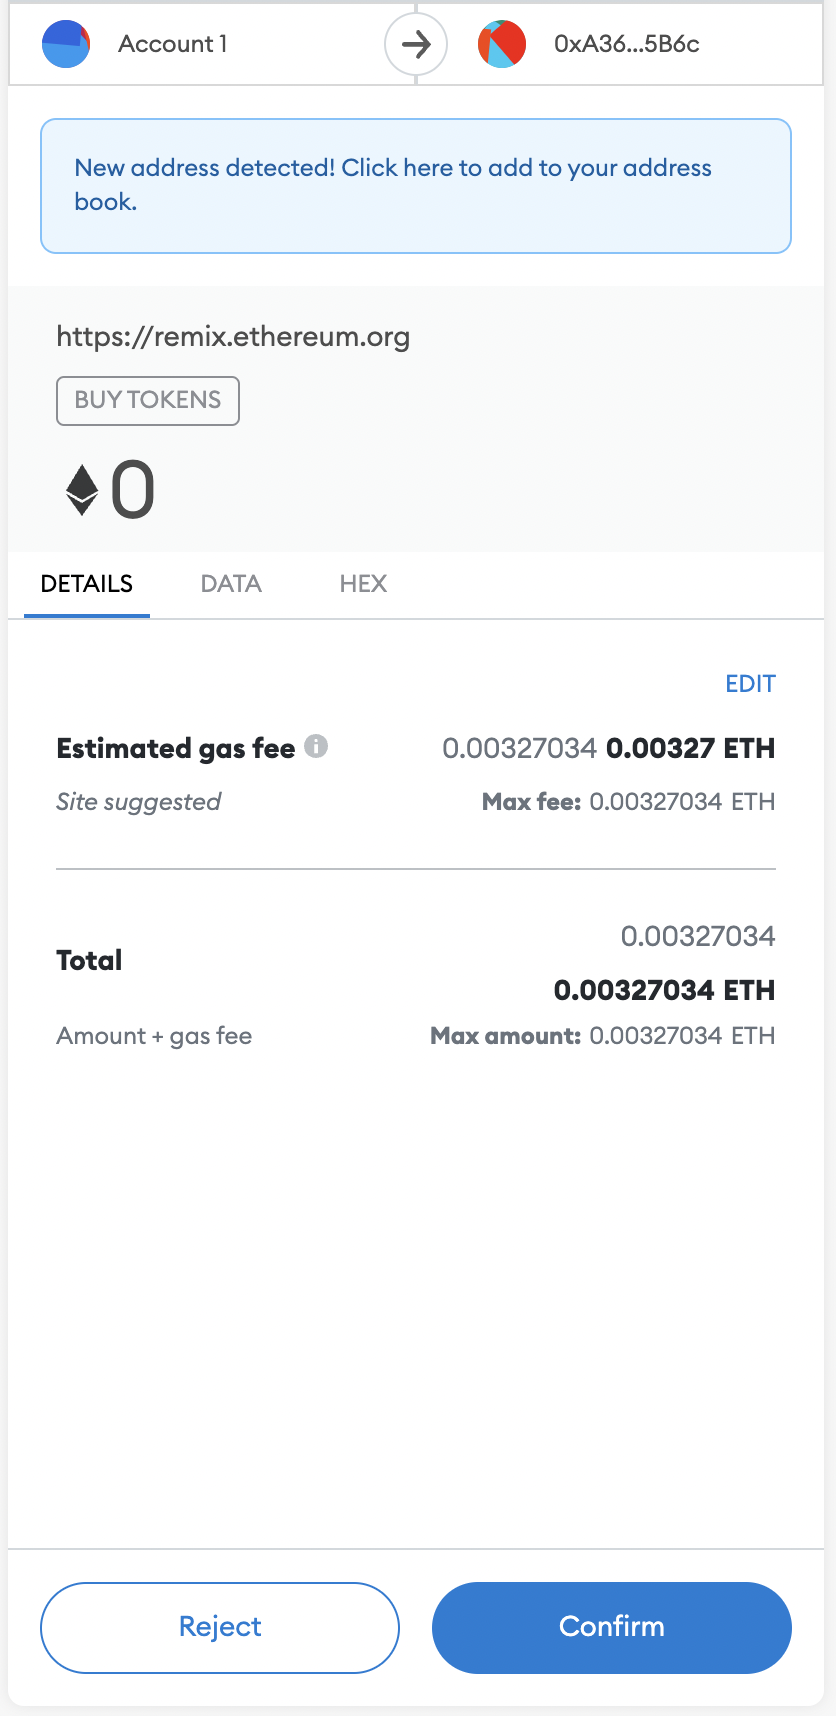 Account 1
0xA36...5B6c
New address detected! Click here to add to your address
book.
https://remix.ethereum.org
BUY TOKENS
0
DETAILS DATA HEX
EDIT
Estimated gas fee 0.00327034 0.00327 ETH
Site suggested Max fee: 0.00327034 ETH
0.00327034
Total
0.00327034 ETH
Amount + gas fee Max amount: 0.00327034 ETH
Reject Confirm